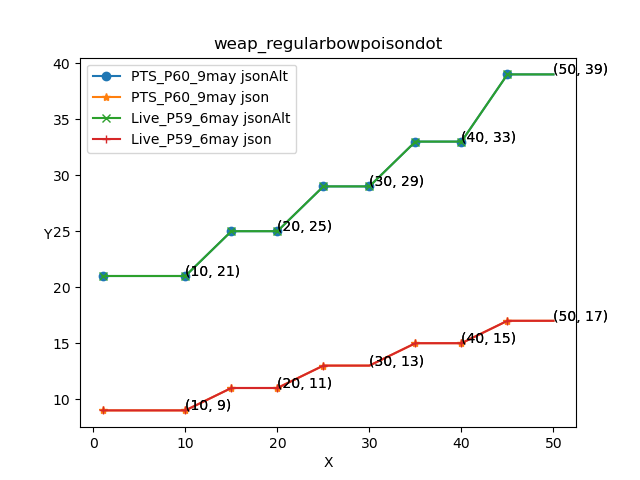 weap_regularbowpoisondot
PTS_P60_9may jsonAlt
PTS_P60_9may json
Live_P59_6may jsonAlt
Live_P59_6may json
40
35
30
25
20
15
10
Y
(50, 39)
(40, 33)
(30, 29)
(20, 25)
(10, 21)
(50, 17)
(40, 15)
(30, 13)
(20, 11)
(10, 9)
0 10 20 30 40 50
X